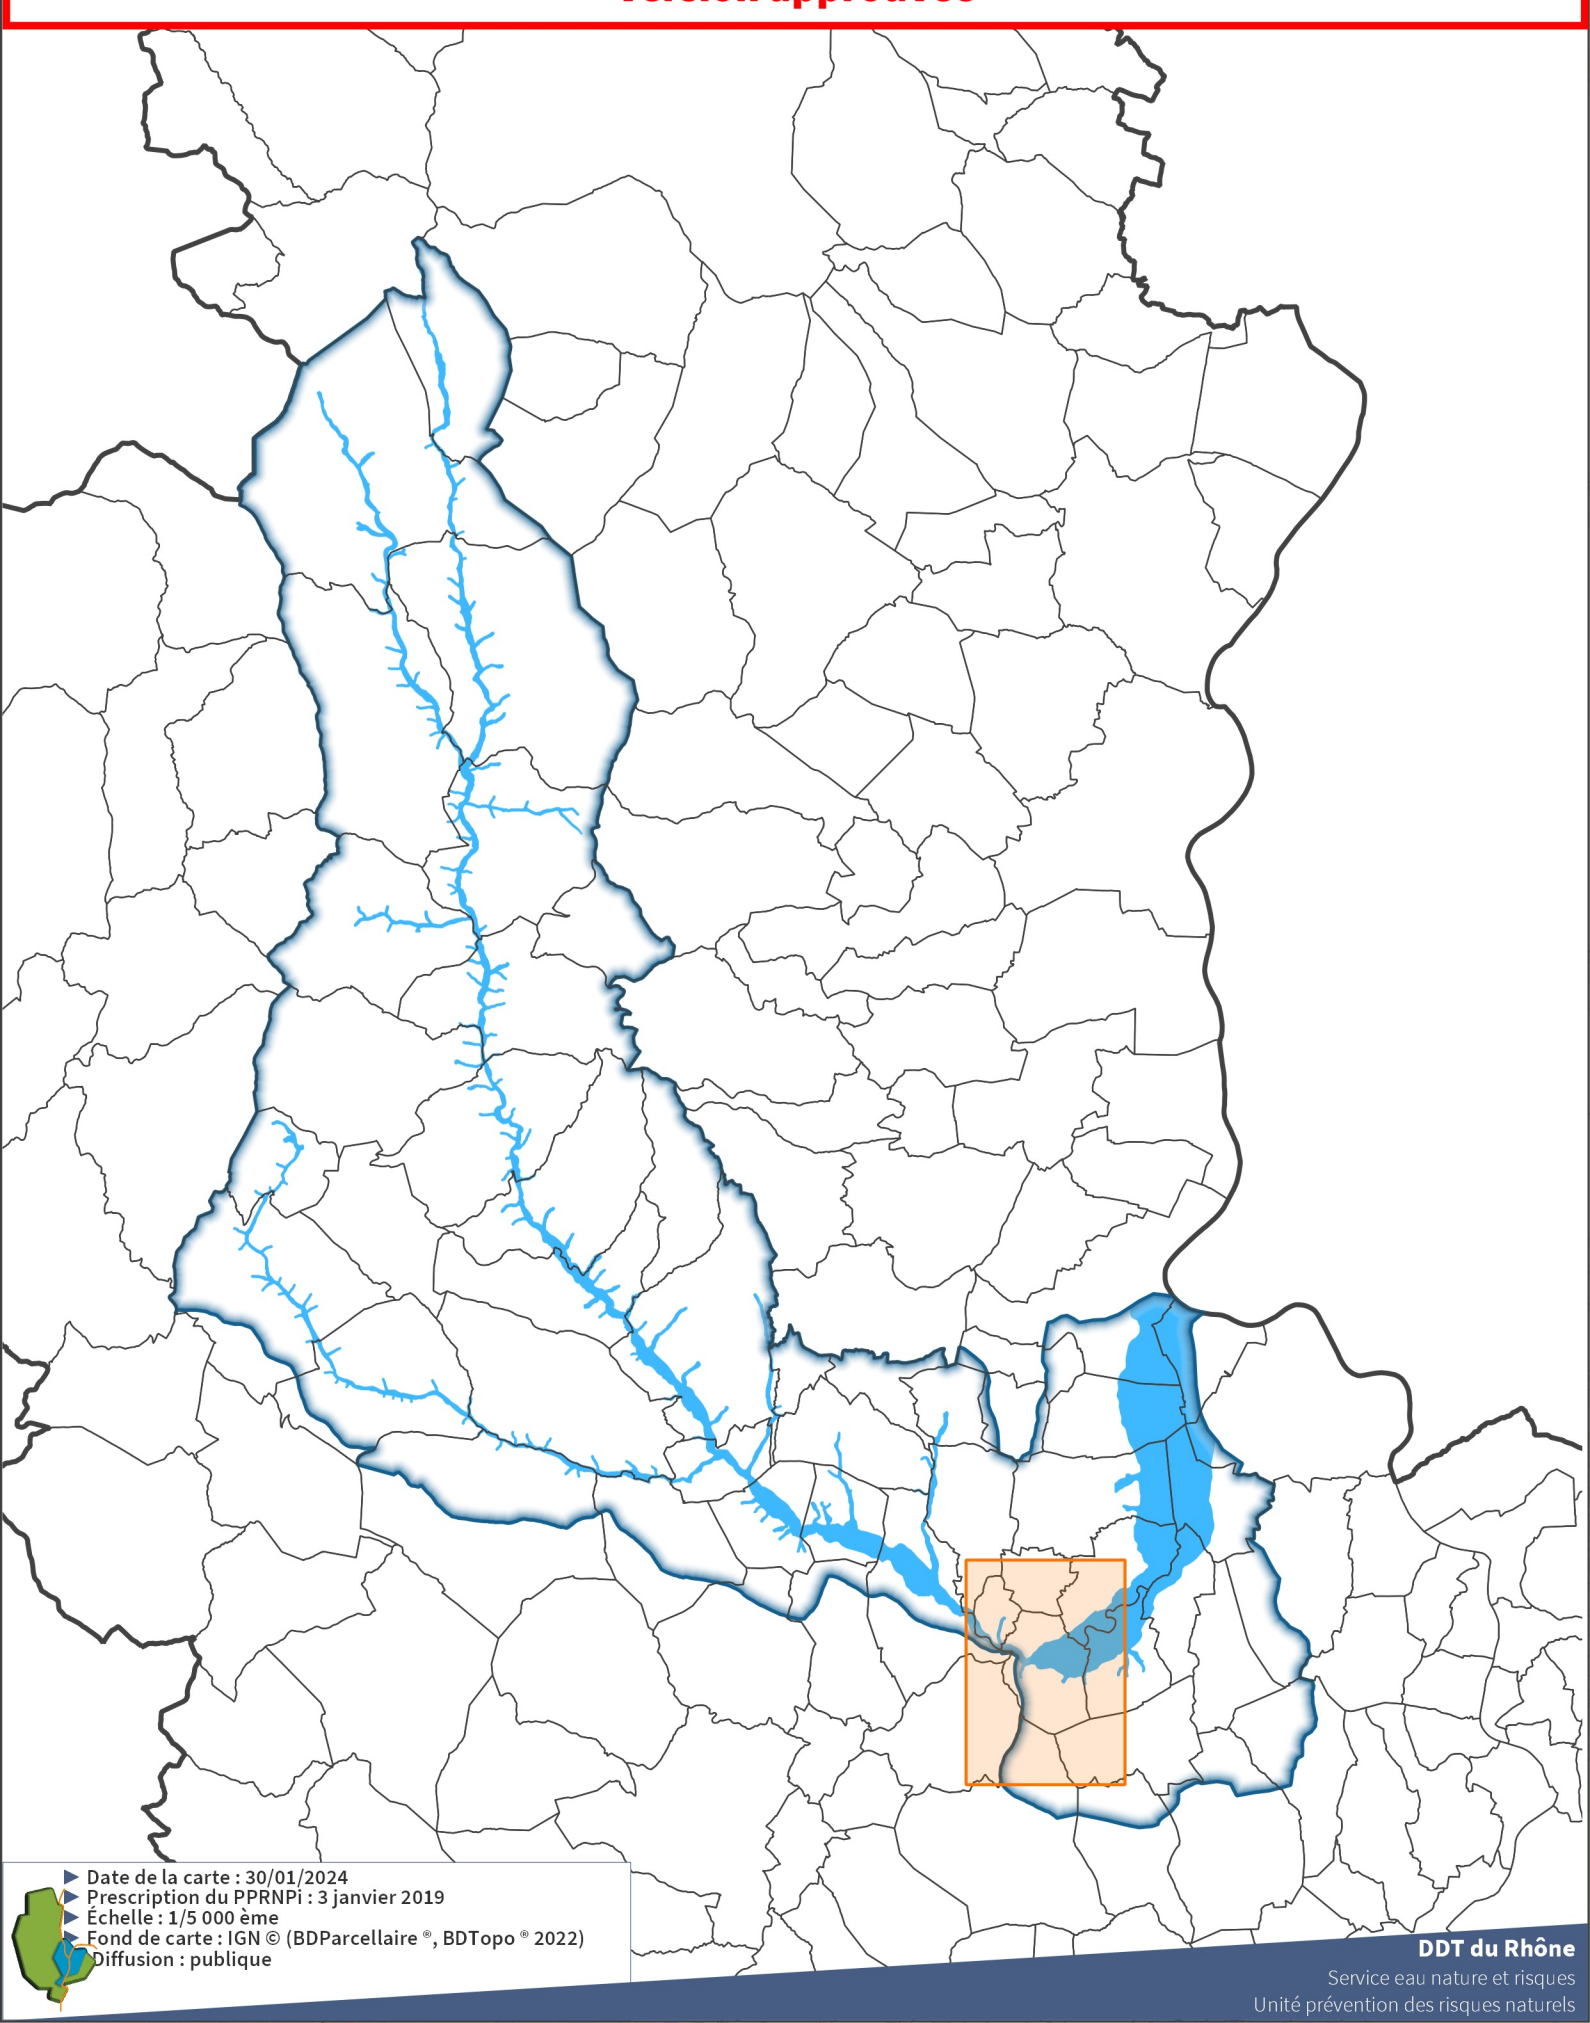 Version approuvée
Date de la carte : 30/01/2024
Prescription du PPRNPi : 3 janvier 2019
Échelle : 1/5 000 ème
Fond de carte : IGN © (BDParcellaire ®, BDTopo ® 2022)
Diffusion : publique
DDT du Rhône
Service eau nature et risques
Unité prévention des risques naturels